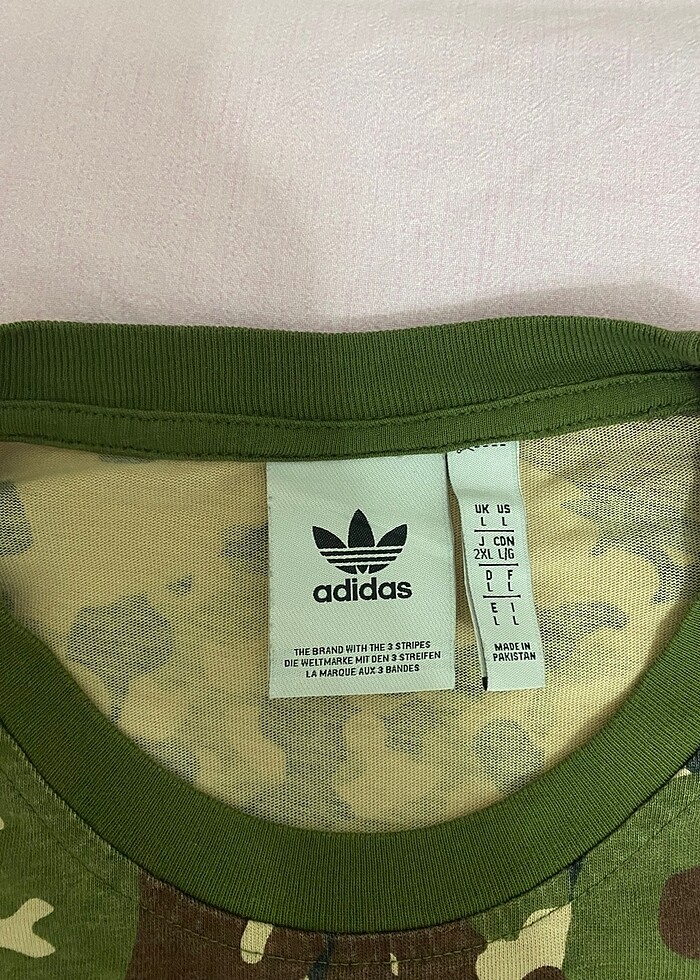 adidas
THE BRAND WITH THE 3 STRIPES
DIE WELTMARKE MIT DEN 3 STREIFEN
LA MARQUE AUX 3 BANDES
UK US
L L
J CDN
2XL L/G
D F
L L
E I
L L
MADE IN
PAKISTAN